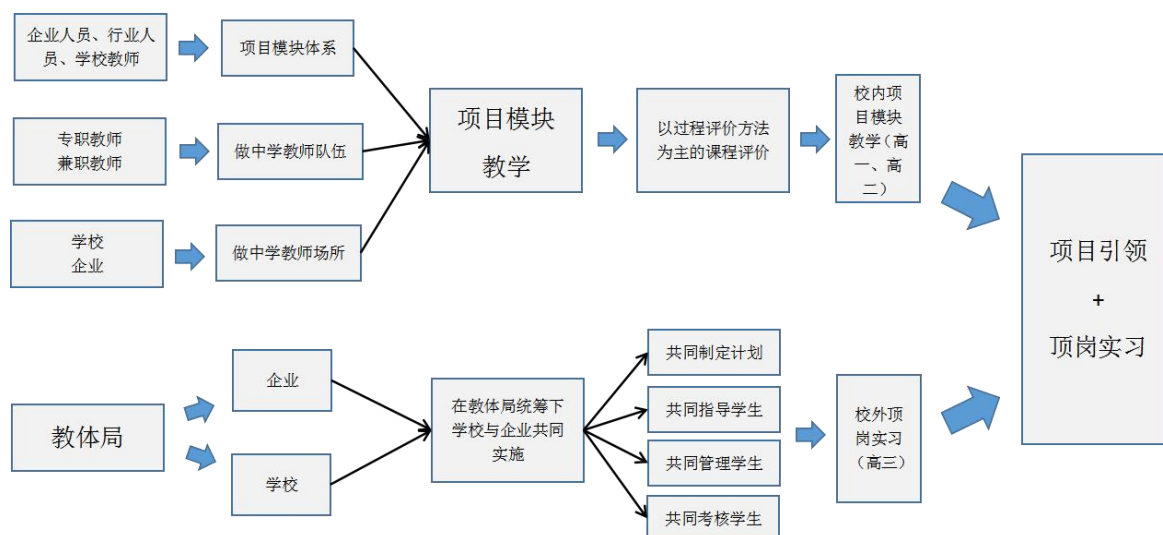 企业人员、行业人
员、学校教师
项目模块体系
专职教师
兼职教师
做中学教师队伍
学校
企业
做中学教师场所
项目模块
教学
以过程评价方法
为主的课程评价
校内项
目模块
教学（高
一、高
二）
教体局
企业
学校
在教体局统筹下
学校与企业共同
实施
共同制定计划
共同指导学生
共同管理学生
共同考核学生
校外顶
岗实习
（高三）
项目引领
+
顶岗实习